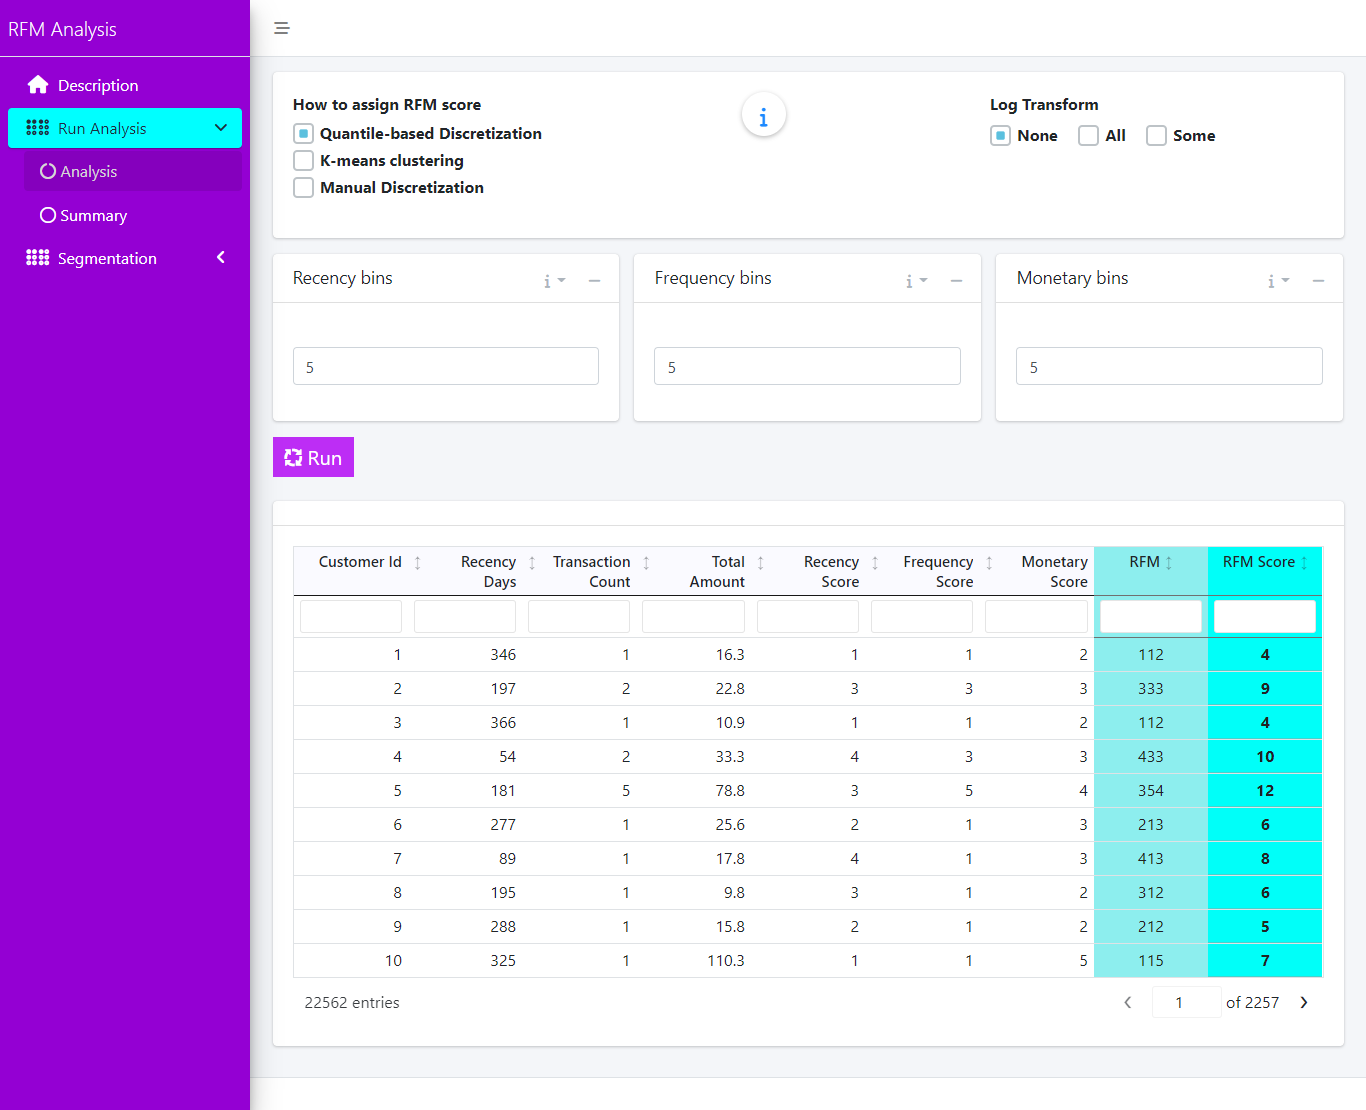 RFM Analysis
Description
Run Analysis
Analysis
Summary
Segmentation
How to assign RFM score
Quantile-based Discretization
K-means clustering
Manual Discretization
i
Log Transform
None All Some
Recency bins i
5
Frequency bins i
5
Monetary bins i
5
Run
Customer Id Recency Days Transaction Count Total Amount Recency Score Frequency Score Monetary Score RFM RFM Score
1 346 1 16.3 1 1 2 112 4
2 197 2 22.8 3 3 3 333 9
3 366 1 10.9 1 1 2 112 4
4 54 2 33.3 4 3 3 433 10
5 181 5 78.8 3 5 4 354 12
6 277 1 25.6 2 1 3 213 6
7 89 1 17.8 4 1 3 413 8
8 195 1 9.8 3 1 2 312 6
9 288 1 15.8 2 1 2 212 5
10 325 1 110.3 1 1 5 115 7
22562 entries
1 of 2257